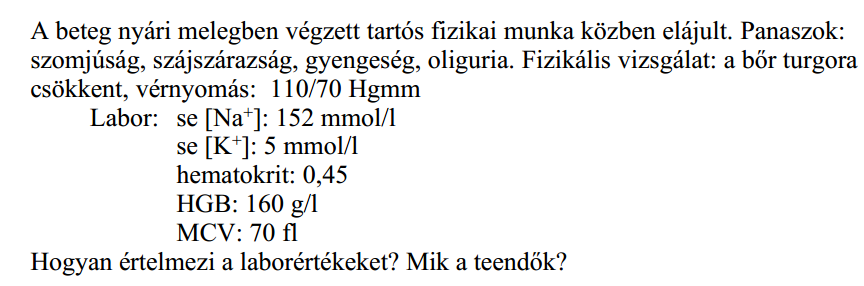 A beteg nyári melegben végzett tartós fizikai munka közben elájult. Panaszok:
szomjúság, szájszárazság, gyengeség, oliguria. Fizikális vizsgálat: a bőr turgora
csökkent, vérnyomás:  110/70 Hgmm
Labor: se [Na⁺]: 152 mmol/l
se [K⁺]: 5 mmol/l
hematokrit: 0,45
HGB: 160 g/l
MCV: 70 fl
Hogyan értelmezi a laborértékeket? Mik a teendők?